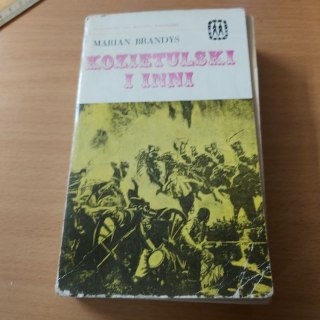 MARIAN BRANDYS
KOZIETULSKI
I INNI